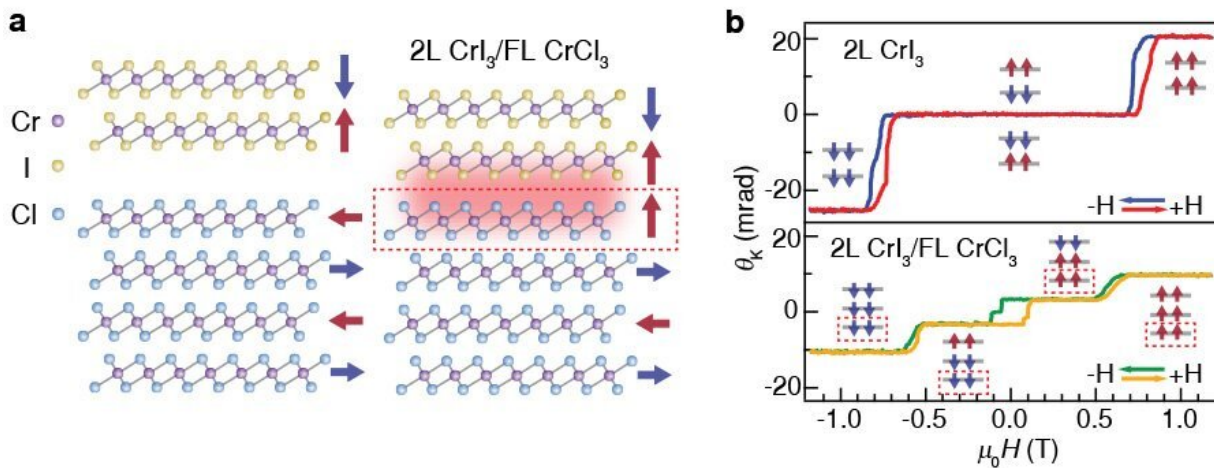 a
2L CrI₃/FL CrCl₃
Cr
I
Cl
b
θK (mrad)
20
0
-20
2L CrI₃
-H +H
20
0
-20
2L CrI₃/FL CrCl₃
-H +H
-1.0 -0.5 0.0 0.5 1.0
μ₀H (T)